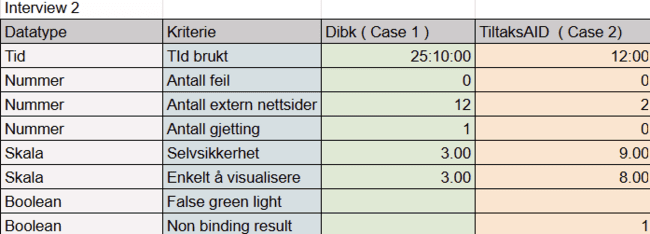 Interview 2
Datatype Kriterie Dibk ( Case 1 ) TiltaksAID ( Case 2)
Tid TId brukt 25:10:00 12:00
Nummer Antall feil 0 0
Nummer Antall extern nettsider 12 2
Nummer Antall gjetting 1 0
Skala Selvsikkerhet 3.00 9.00
Skala Enkelt å visualisere 3.00 8.00
Boolean False green light
Boolean Non binding result 1